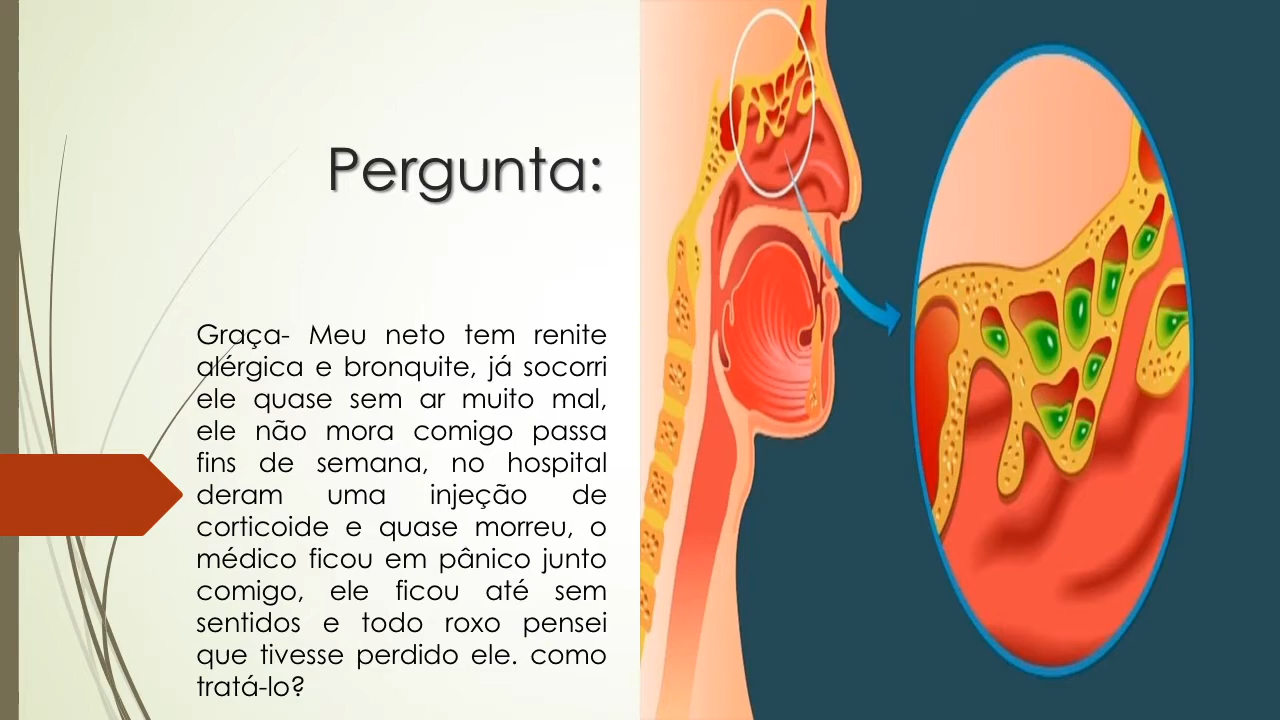 Pergunta:
Graça- Meu neto tem renite
alérgica e bronquite, já socorri
ele quase sem ar muito mal,
ele não mora comigo passa
fins de semana, no hospital
deram uma injeção de
corticoide e quase morreu, o
médico ficou em pânico junto
comigo, ele ficou até sem
sentidos e todo roxo pensei
que tivesse perdido ele. como
tratá-lo?